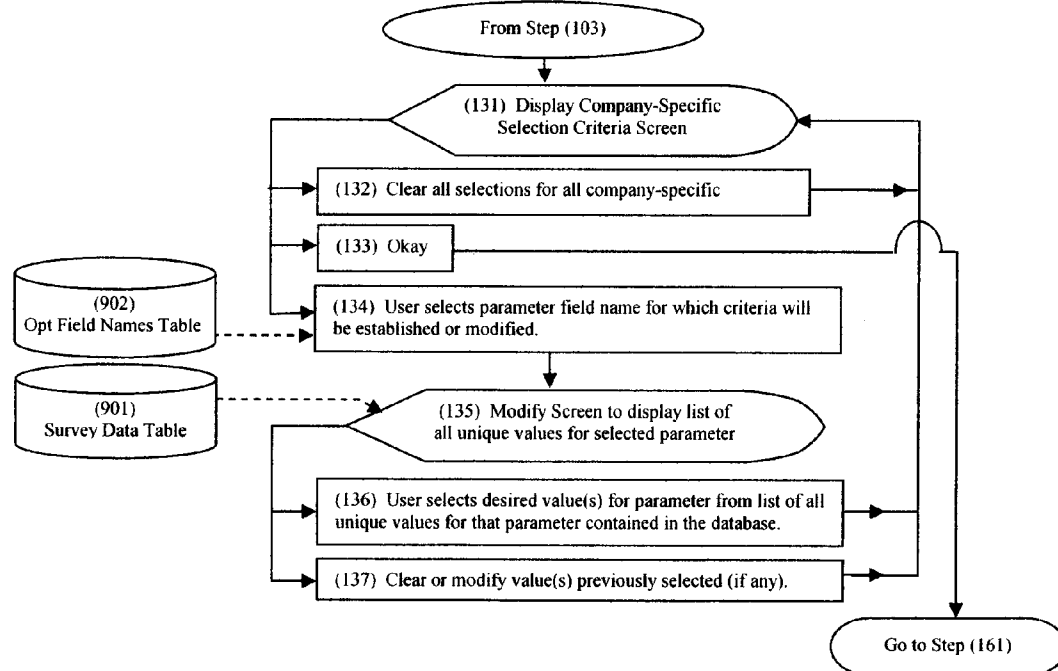 From Step (103)
(131) Display Company-Specific
Selection Criteria Screen
(132) Clear all selections for all company-specific
(133) Okay
(902)
Opt Field Names Table
(134) User selects parameter field name for which criteria will
be established or modified.
(901)
Survey Data Table
(135) Modify Screen to display list of
all unique values for selected parameter
(136) User selects desired value(s) for parameter from list of all
unique values for that parameter contained in the database.
(137) Clear or modify value(s) previously selected (if any).
Go to Step (161)